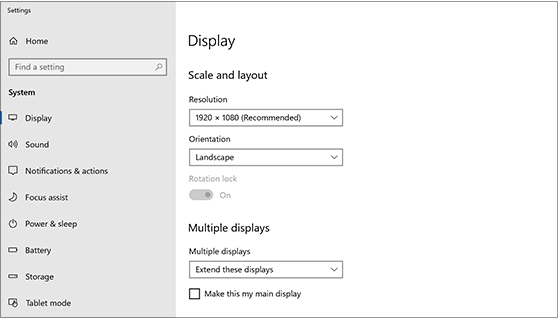 Settings
Home
Find a setting
System
Display
Sound
Notifications & actions
Focus assist
Power & sleep
Battery
Storage
Tablet mode
Display
Scale and layout
Resolution
1920 × 1080 (Recommended)
Orientation
Landscape
Rotation lock
On
Multiple displays
Multiple displays
Extend these displays
Make this my main display